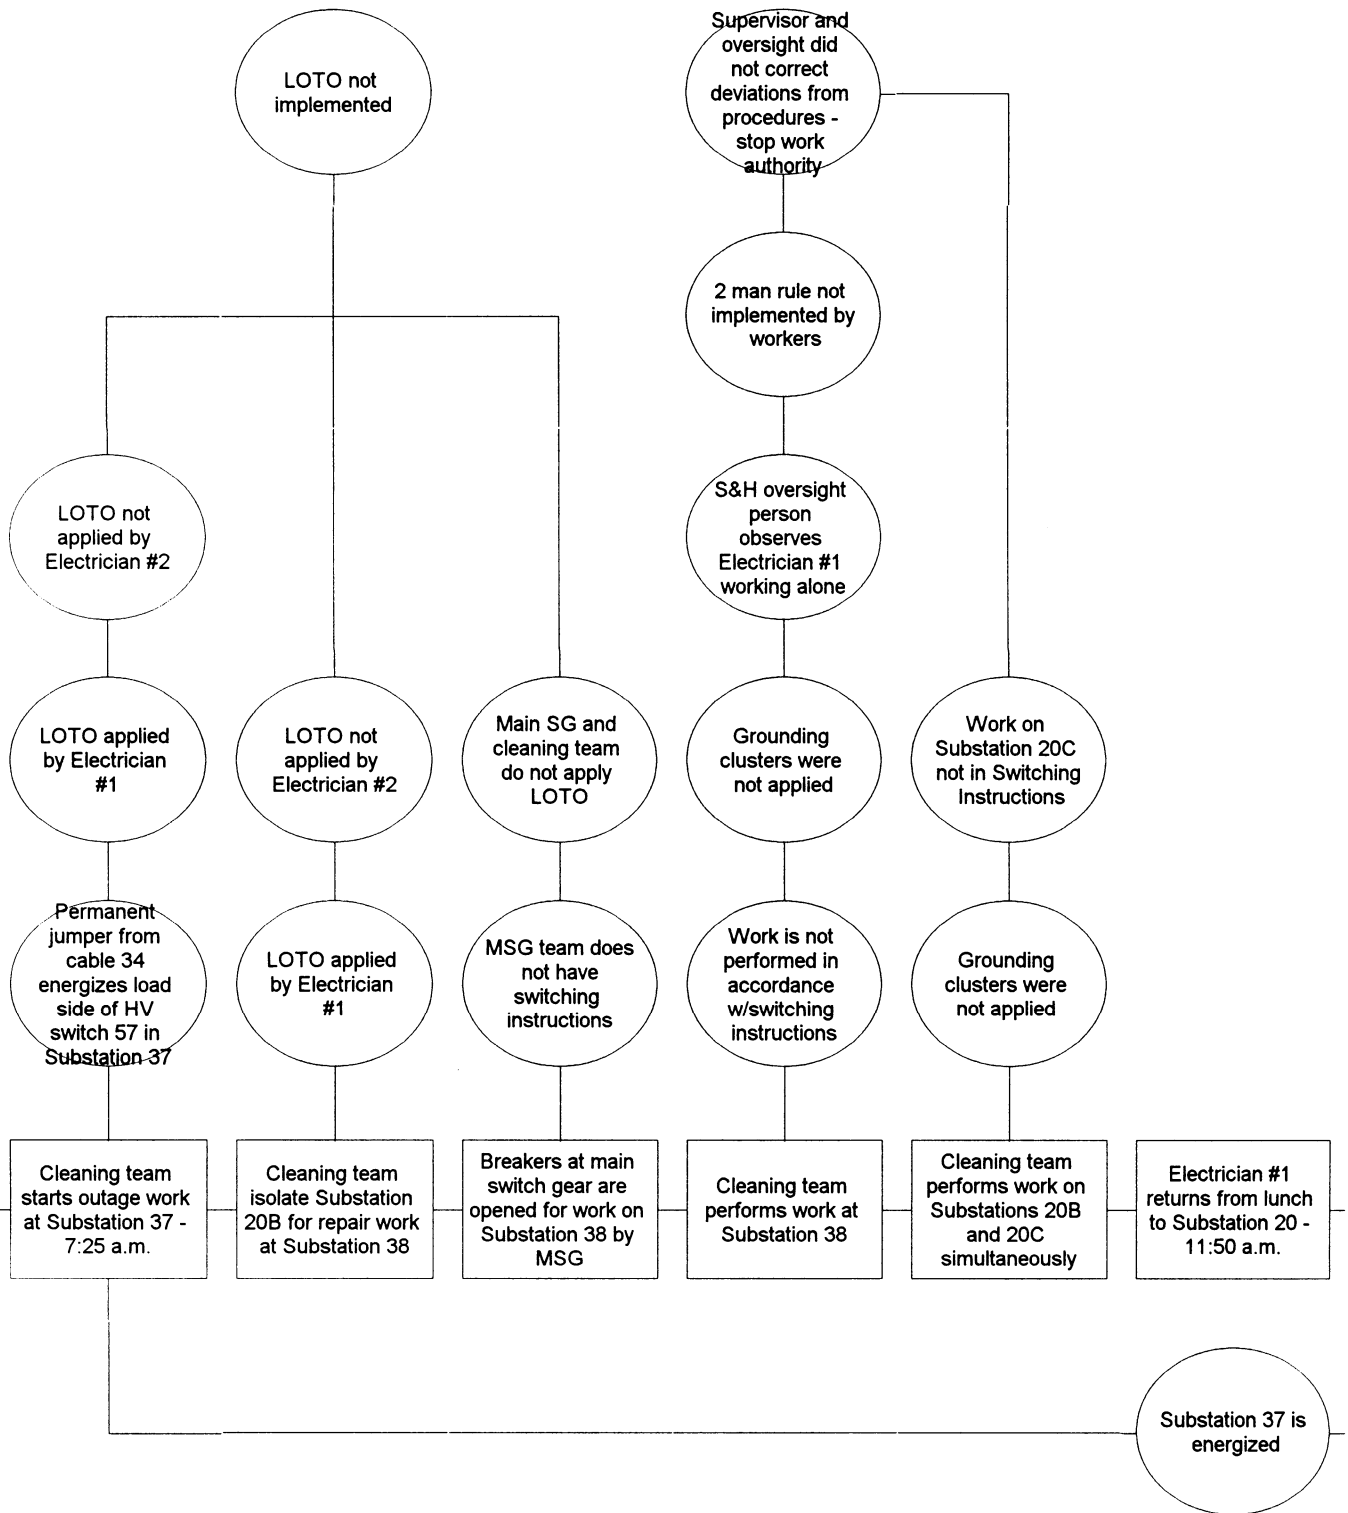 LOTO not
implemented
Supervisor and
oversight did
not correct
deviations from
procedures -
stop work
authority
2 man rule not
implemented by
workers
LOTO not
applied by
Electrician #2
S&H oversight
person
observes
Electrician #1
working alone
LOTO applied
by Electrician
#1
LOTO not
applied by
Electrician #2
Main SG and
cleaning team
do not apply
LOTO
Grounding
clusters were
not applied
Work on
Substation 20C
not in Switching
Instructions
Permanent
jumper from
cable 34
energizes load
side of HV
switch 57 in
Substation 37
LOTO applied
by Electrician
#1
MSG team does
not have
switching
instructions
Work is not
performed in
accordance
w/switching
instructions
Grounding
clusters were
not applied
Cleaning team
starts outage work
at Substation 37 -
7:25 a.m.
Cleaning team
isolate Substation
20B for repair work
at Substation 38
Breakers at main
switch gear are
opened for work on
Substation 38 by
MSG
Cleaning team
performs work at
Substation 38
Cleaning team
performs work on
Substations 20B
and 20C
simultaneously
Electrician #1
returns from lunch
to Substation 20 -
11:50 a.m.
Substation 37 is
energized